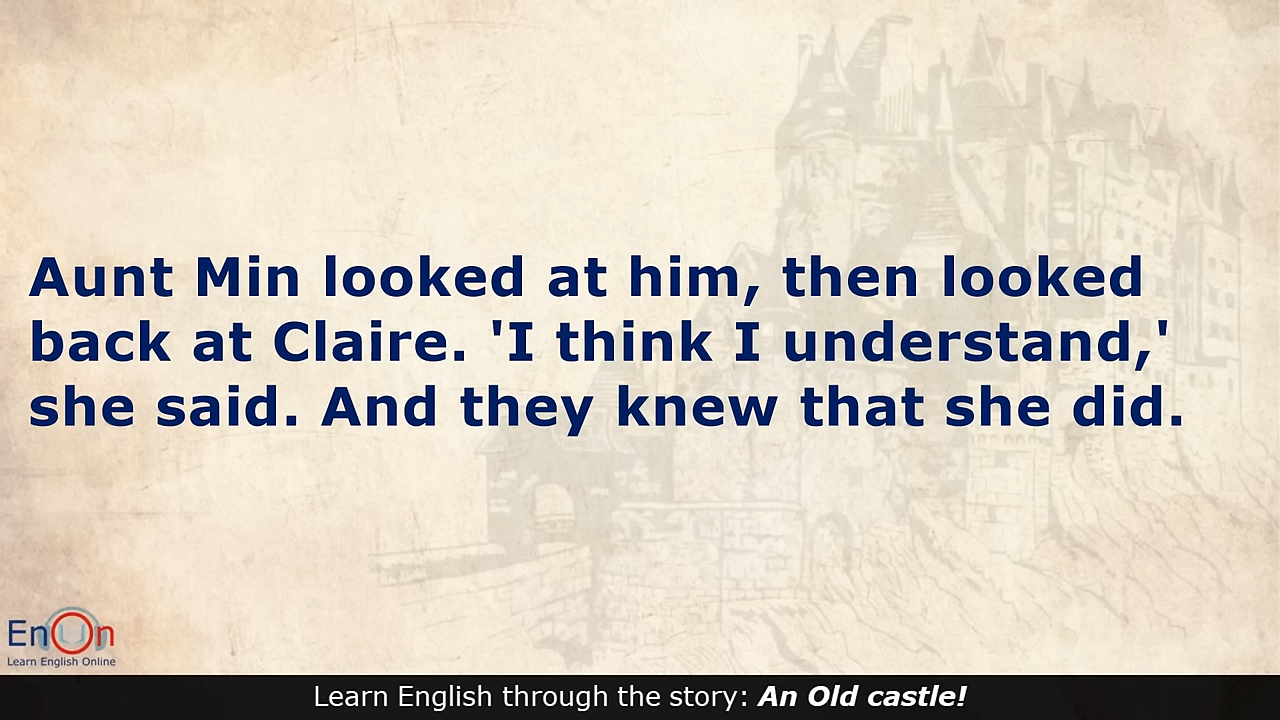 Aunt Min looked at him, then looked
back at Claire. 'I think I understand,'
she said. And they knew that she did.
EnOn
Learn English Online
Learn English through the story: An Old castle!